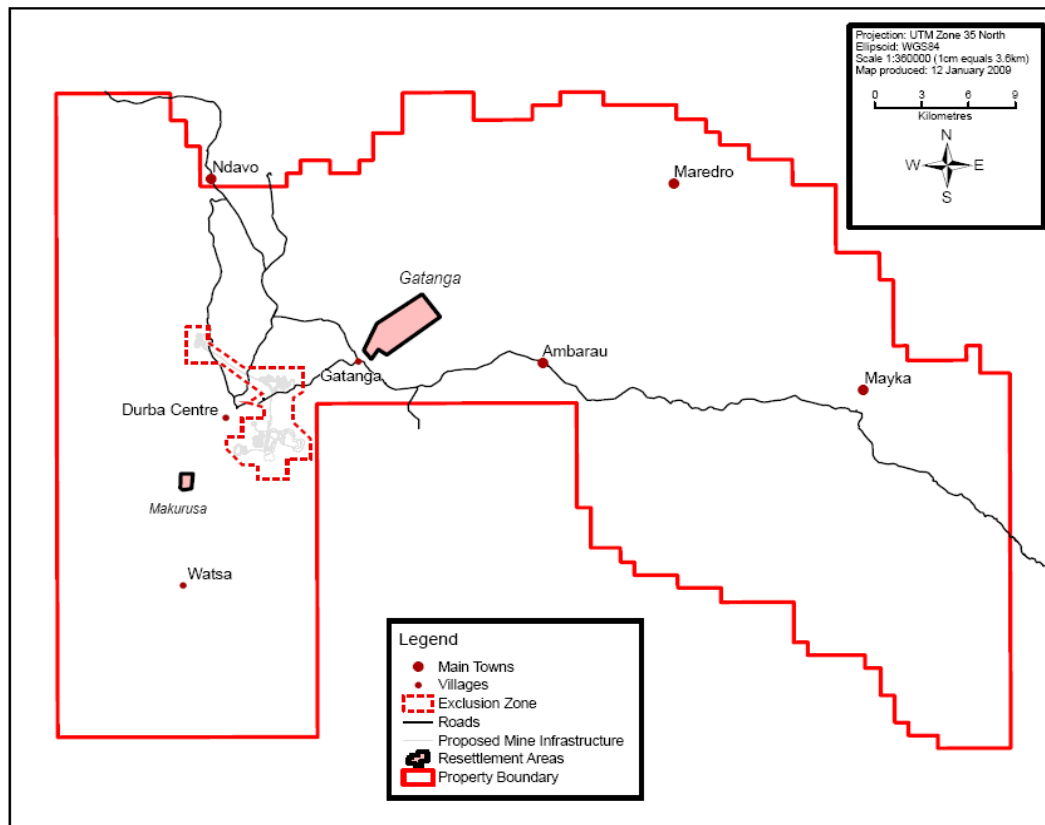 Projection: UTM Zone 35 North
Ellipsoid: WGS84
Scale 1:360000 (1cm equals 3.6km)
Map produced: 12 January 2009
0 3 6 9
Kilometres
N
W E
S
Ndavo
Maredro
Gatanga
Ambarau
Gatanga
Mayka
Durba Centre
Makurusa
Watsa
Legend
Main Towns
Villages
Exclusion Zone
Roads
Proposed Mine Infrastructure
Resettlement Areas
Property Boundary